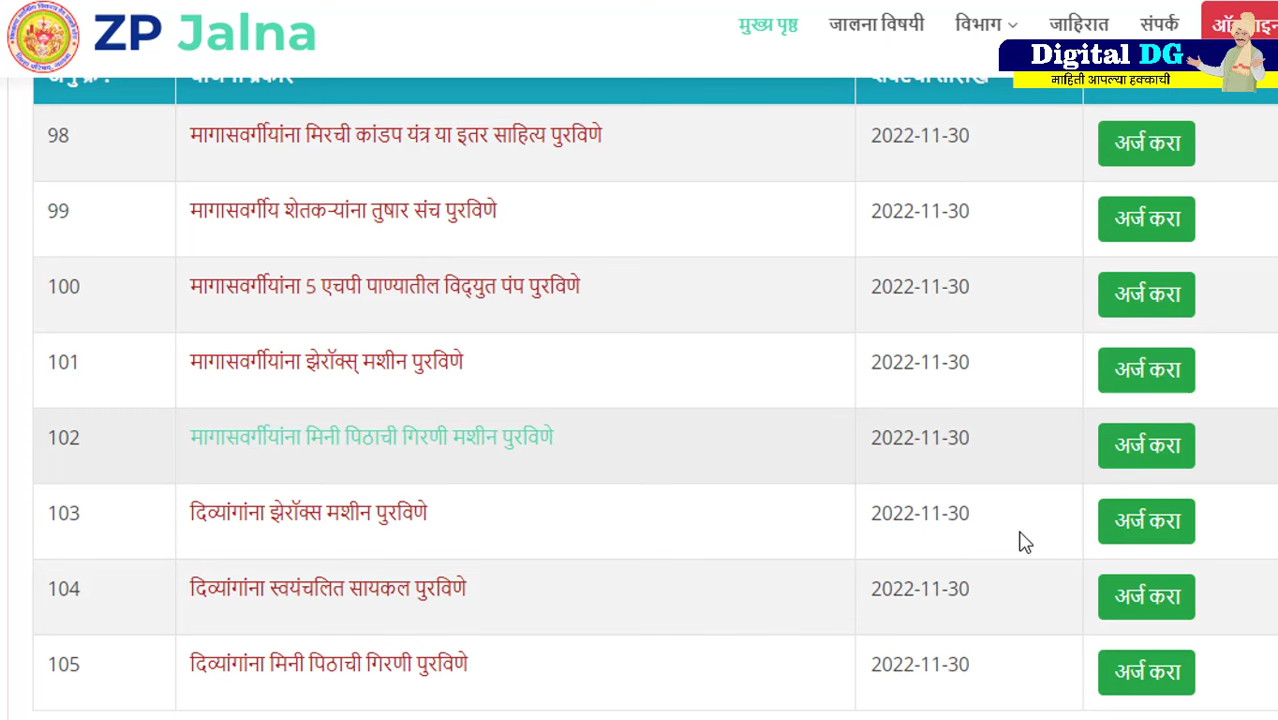 ZP Jalna
मुख्य पृष्ठ जालना विषयी विभाग जाहिरात संपर्क
Digital DG
माहिती आपल्या हक्काची
98 मागासवर्गीयांना मिरची कांडप यंत्र या इतर साहित्य पुरविणे 2022-11-30 अर्ज करा
99 मागासवर्गीय शेतकऱ्यांना तुषार संच पुरविणे 2022-11-30 अर्ज करा
100 मागासवर्गीयांना 5 एचपी पाण्यातील विद्युत पंप पुरविणे 2022-11-30 अर्ज करा
101 मागासवर्गीयांना झेरॉक्स् मशीन पुरविणे 2022-11-30 अर्ज करा
102 मागासवर्गीयांना मिनी पिठाची गिरणी मशीन पुरविणे 2022-11-30 अर्ज करा
103 दिव्यांगांना झेरॉक्स मशीन पुरविणे 2022-11-30 अर्ज करा
104 दिव्यांगांना स्वयंचलित सायकल पुरविणे 2022-11-30 अर्ज करा
105 दिव्यांगांना मिनी पिठाची गिरणी पुरविणे 2022-11-30 अर्ज करा